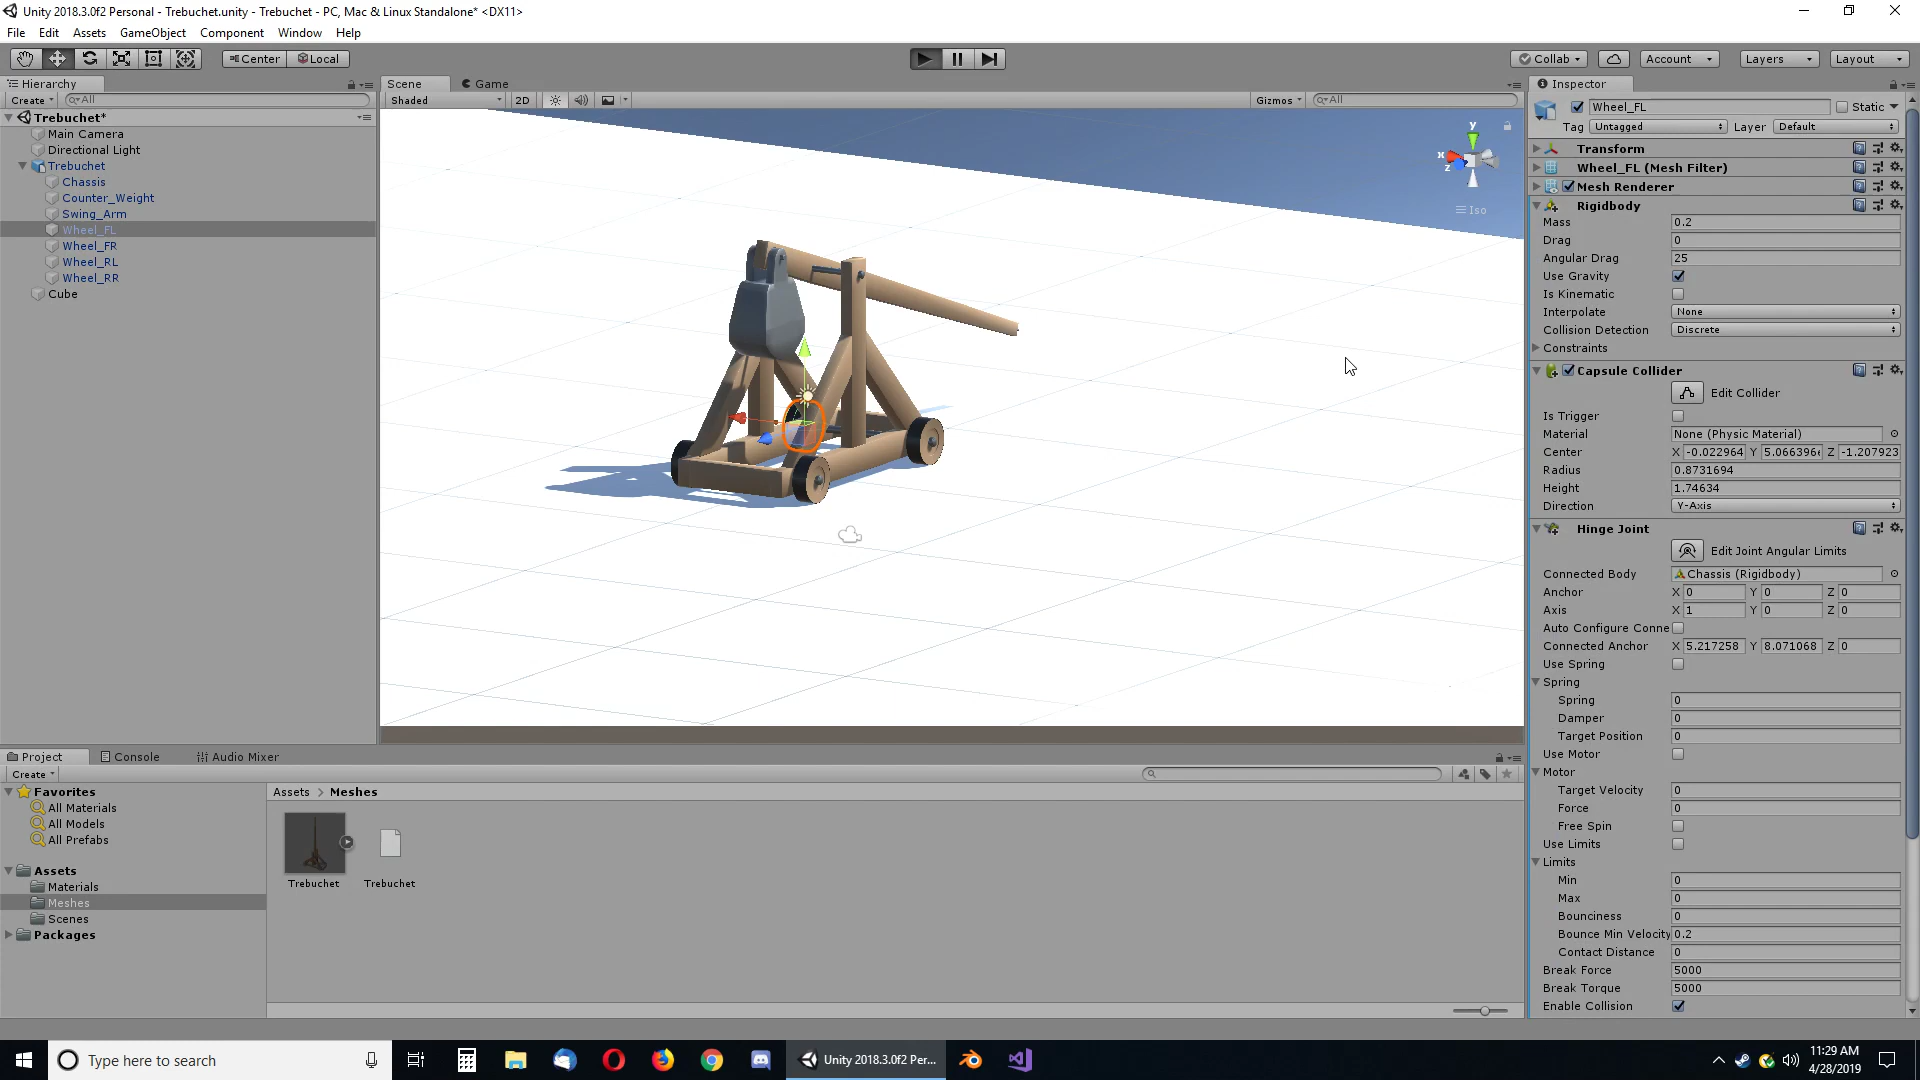 Unity 2018.3.0f2 Personal - Trebuchet.unity - Trebuchet - PC, Mac & Linux Standalone* <DX11>
File Edit Assets GameObject Component Window Help
Center Local Collab Account Layers Layout
Hierarchy
Create All
Trebuchet*
Main Camera
Directional Light
Trebuchet
Chassis
Counter_Weight
Swing_Arm
Wheel_FL
Wheel_FR
Wheel_RL
Wheel_RR
Cube
Scene Game
Shaded 2D Gizmos All
y
x
z
Iso
Inspector
Wheel_FL Static
Tag Untagged Layer Default
Transform
Wheel_FL (Mesh Filter)
Mesh Renderer
Rigidbody
Mass 0.2
Drag 0
Angular Drag 25
Use Gravity
Is Kinematic
Interpolate None
Collision Detection Discrete
Constraints
Capsule Collider
Edit Collider
Is Trigger
Material None (Physic Material)
Center X -0.022964 Y 5.066396 Z -1.207923
Radius 0.8731694
Height 1.74634
Direction Y-Axis
Hinge Joint
Edit Joint Angular Limits
Connected Body Chassis (Rigidbody)
Anchor X 0 Y 0 Z 0
Axis X 1 Y 0 Z 0
Auto Configure Conne
Connected Anchor X 5.217258 Y 8.071068 Z 0
Use Spring
Spring
Spring 0
Damper 0
Target Position 0
Use Motor
Motor
Target Velocity 0
Force 0
Free Spin
Use Limits
Limits
Min 0
Max 0
Bounciness 0
Bounce Min Velocity 0.2
Contact Distance 0
Break Force 5000
Break Torque 5000
Enable Collision
Project Console Audio Mixer
Create
Favorites
All Materials
All Models
All Prefabs
Assets
Materials
Meshes
Scenes
Packages
Assets > Meshes
Trebuchet Trebuchet
Type here to search
Unity 2018.3.0f2 Per...
11:29 AM
4/28/2019